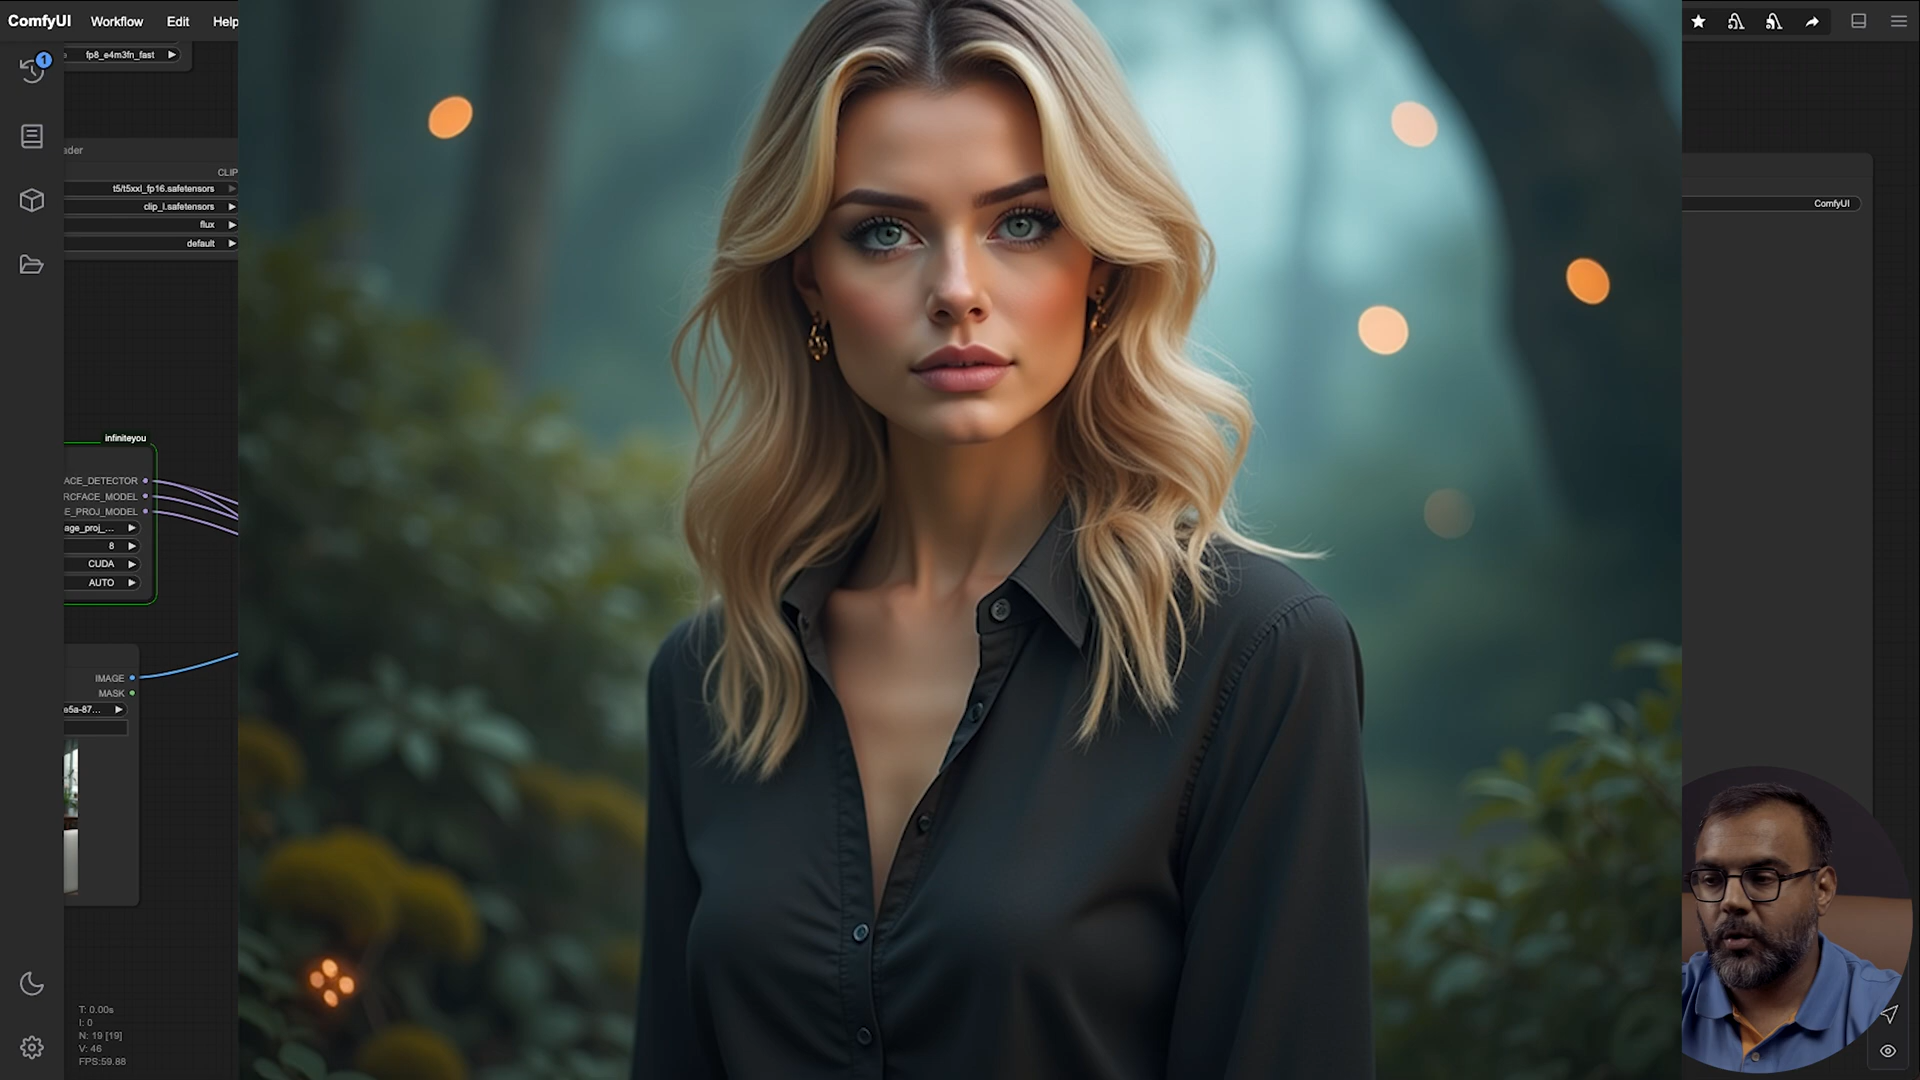 ComfyUI Workflow Edit Help
1
fp8_e4m3fn_fast
ader
CLIP
t5/t5xxl_fp16.safetensors
clip_l.safetensors
flux
default
ComfyUI
infiniteyou
ACE_DETECTOR
RCFACE_MODEL
E_PROJ_MODEL
age_proj_...
8
CUDA
AUTO
IMAGE
MASK
e5a-87...
T: 0.00s
I: 0
N: 19 [19]
V: 46
FPS:59.88